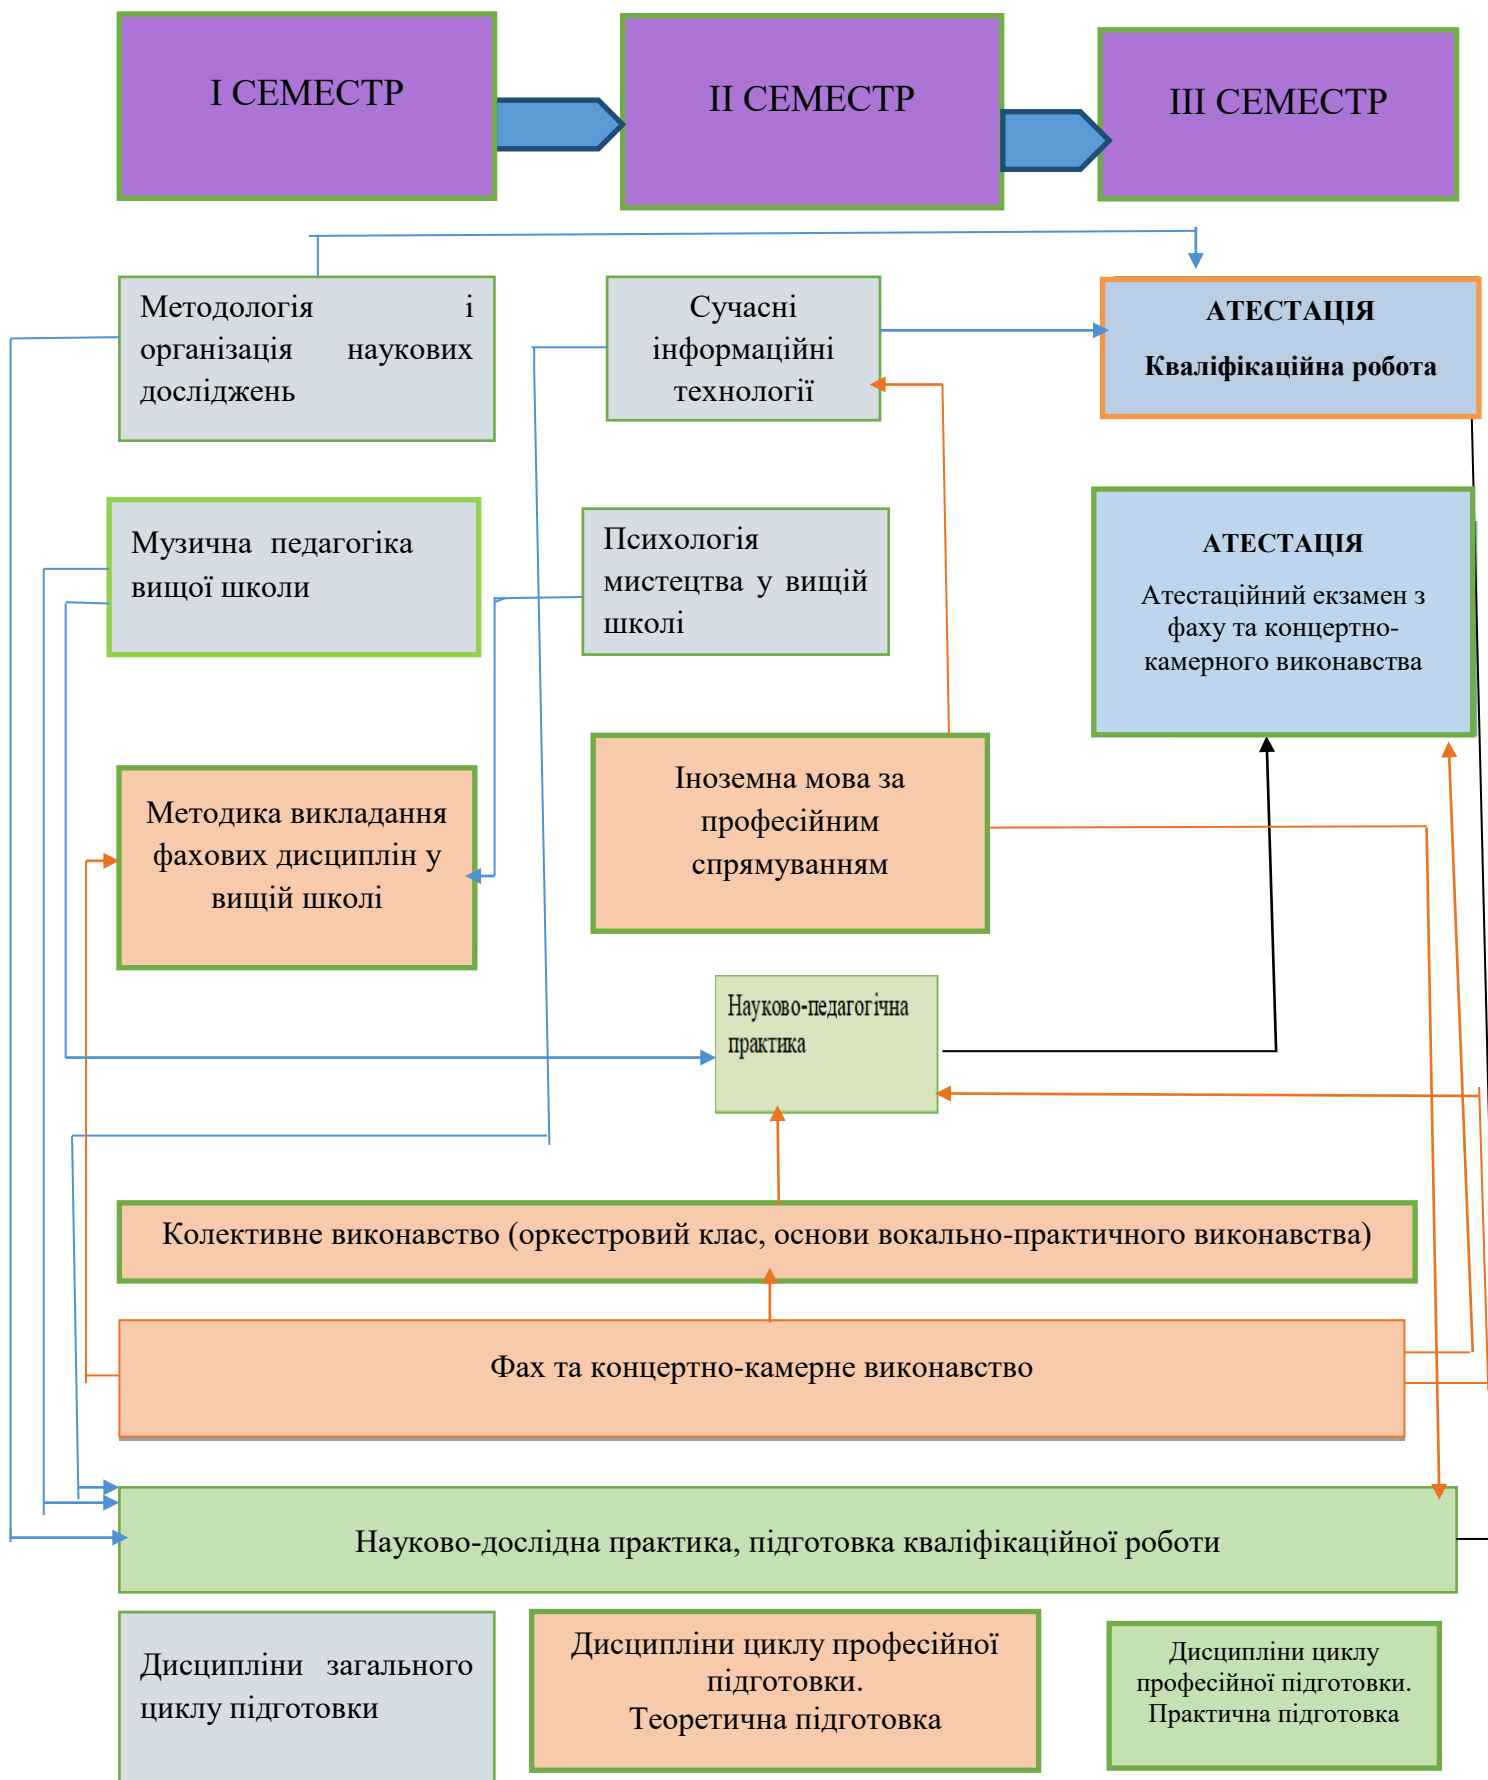 І СЕМЕСТР
ІІ СЕМЕСТР
ІІІ СЕМЕСТР
Методологія і
організація наукових
досліджень
Сучасні
інформаційні
технології
АТЕСТАЦІЯ
Кваліфікаційна робота
Музична педагогіка
вищої школи
Психологія
мистецтва у вищій
школі
АТЕСТАЦІЯ
Атестаційний екзамен з
фаху та концертно-
камерного виконавства
Методика викладання
фахових дисциплін у
вищій школі
Іноземна мова за
професійним
спрямуванням
Науково-педагогічна
практика
Колективне виконавство (оркестровий клас, основи вокально-практичного виконавства)
Фах та концертно-камерне виконавство
Науково-дослідна практика, підготовка кваліфікаційної роботи
Дисципліни загального
циклу підготовки
Дисципліни циклу професійної
підготовки.
Теоретична підготовка
Дисципліни циклу
професійної підготовки.
Практична підготовка